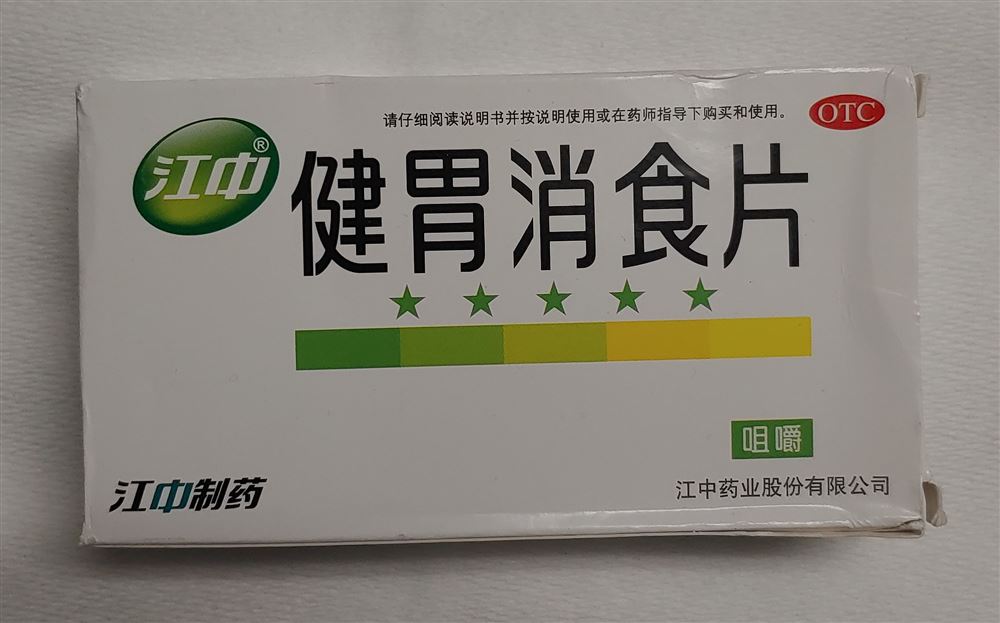 请仔细阅读说明书并按说明使用或在药师指导下购买和使用。
OTC
江中®
健胃消食片
咀嚼
江中制药
江中药业股份有限公司